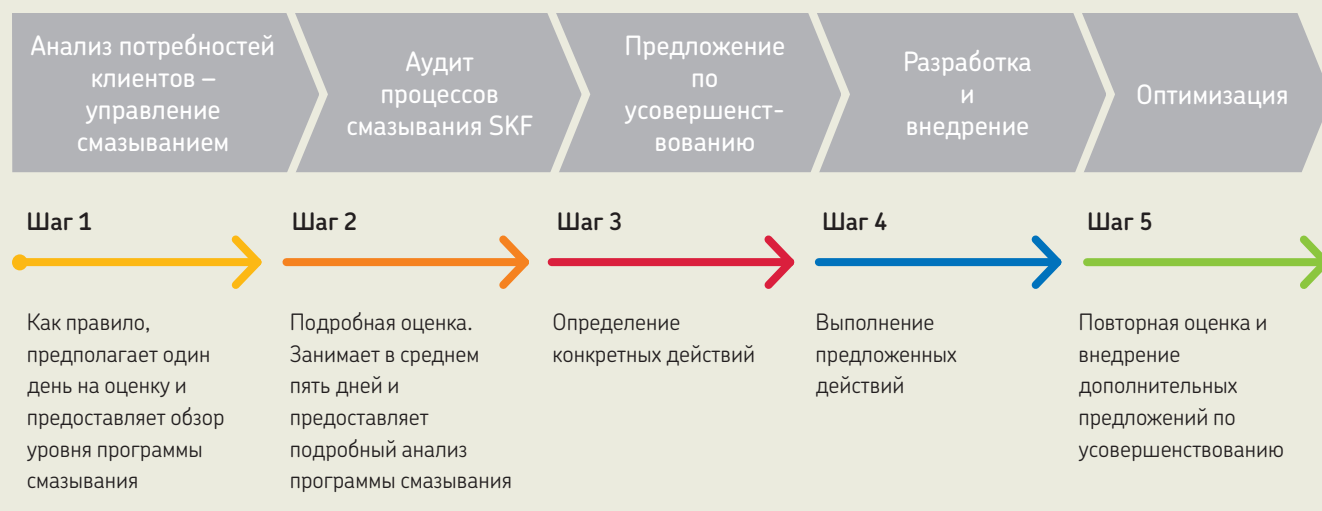 Анализ потребностей
клиентов –
управление
смазыванием
Аудит
процессов
смазывания SKF
Предложение
по
усовершенст-
вованию
Разработка
и
внедрение
Оптимизация
Шаг 1
Как правило,
предполагает один
день на оценку и
предоставляет обзор
уровня программы
смазывания
Шаг 2
Подробная оценка.
Занимает в среднем
пять дней и
предоставляет
подробный анализ
программы смазывания
Шаг 3
Определение
конкретных действий
Шаг 4
Выполнение
предложенных
действий
Шаг 5
Повторная оценка и
внедрение
дополнительных
предложений по
усовершенствованию